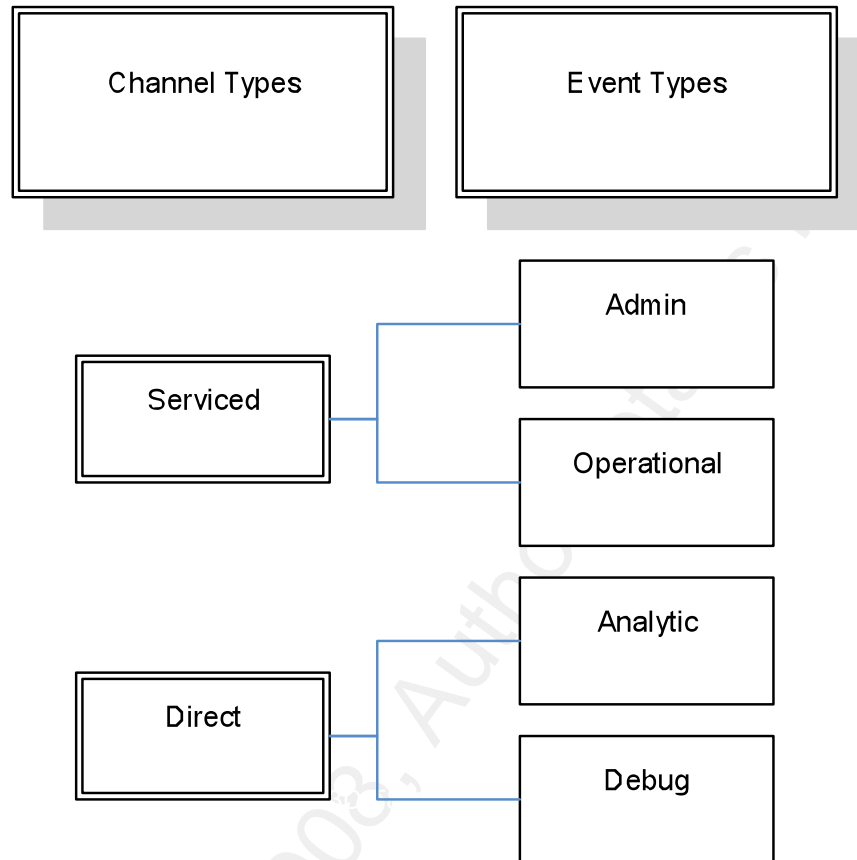 Channel Types
Event Types
Admin
Serviced
Operational
Analytic
Direct
Debug